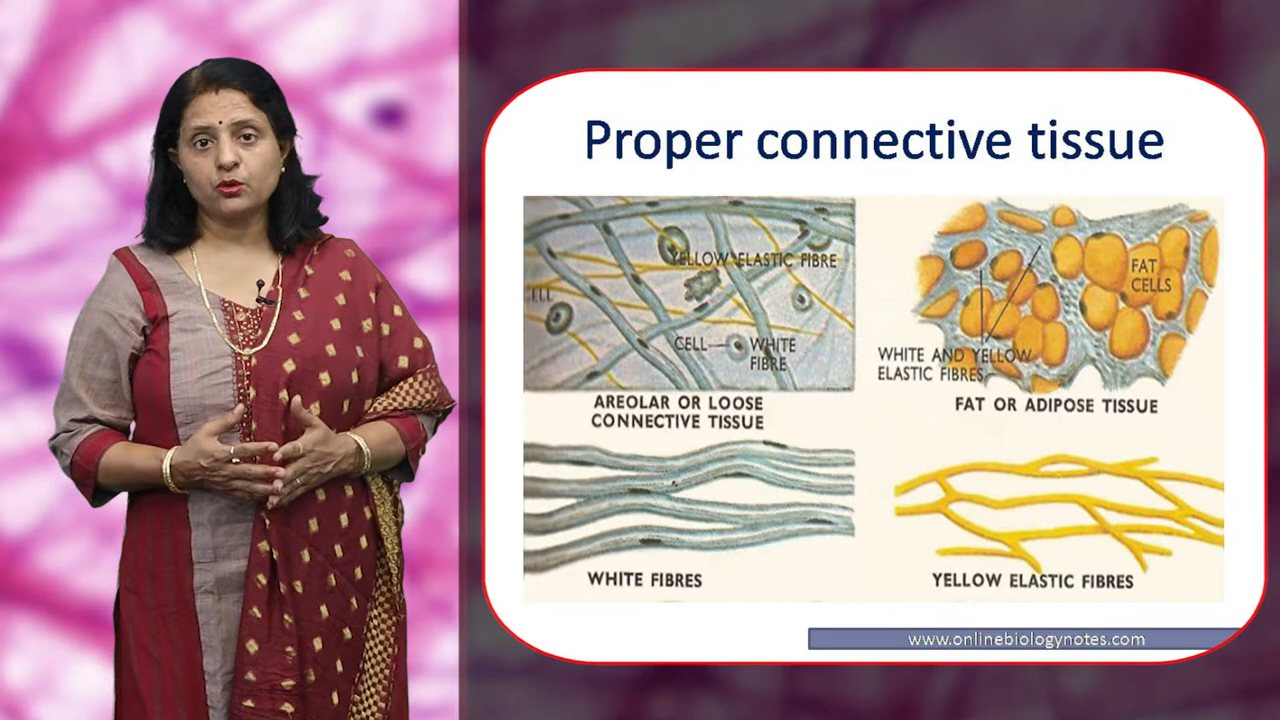 Proper connective tissue
YELLOW ELASTIC FIBRE
CELL
WHITE
FIBRE
AREOLAR OR LOOSE
CONNECTIVE TISSUE
FAT
CELLS
WHITE AND YELLOW
ELASTIC FIBRES
FAT OR ADIPOSE TISSUE
WHITE FIBRES
YELLOW ELASTIC FIBRES
www.onlinebiologynotes.com